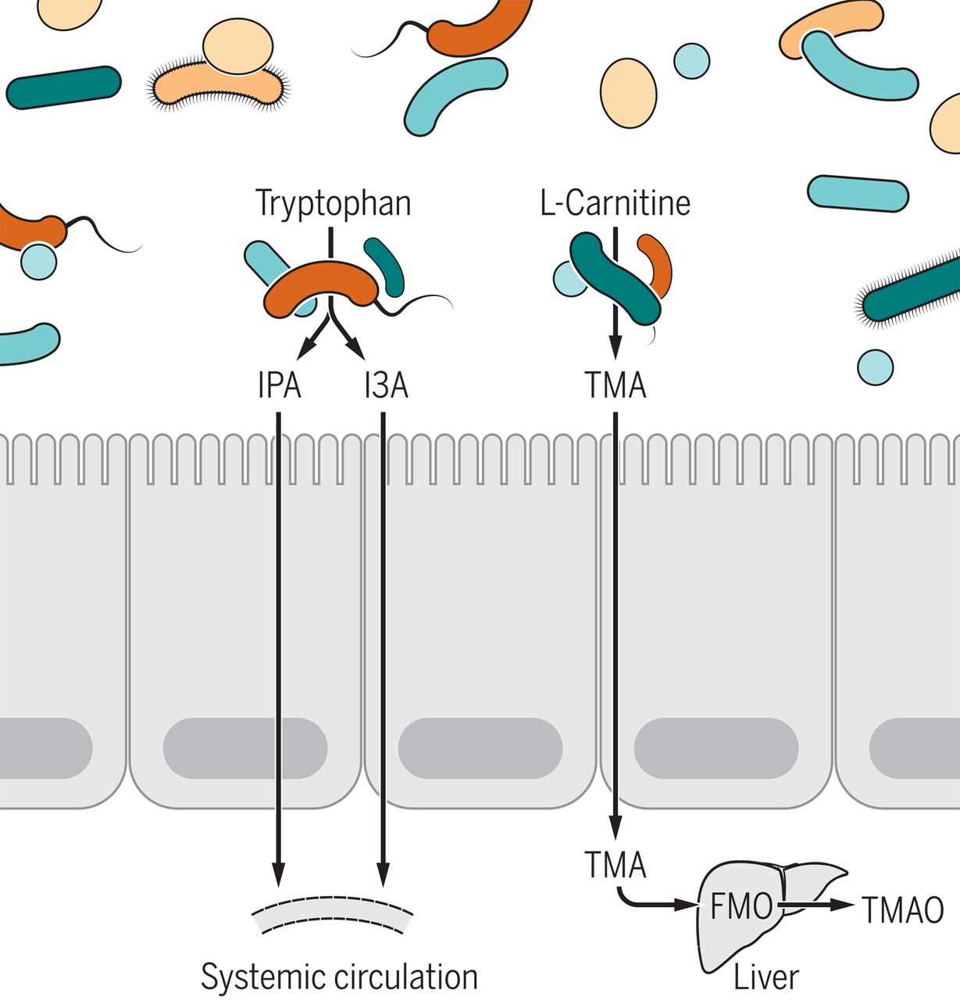 Tryptophan
L-Carnitine
IPA
I3A
TMA
TMA
FMO
TMAO
Systemic circulation
Liver